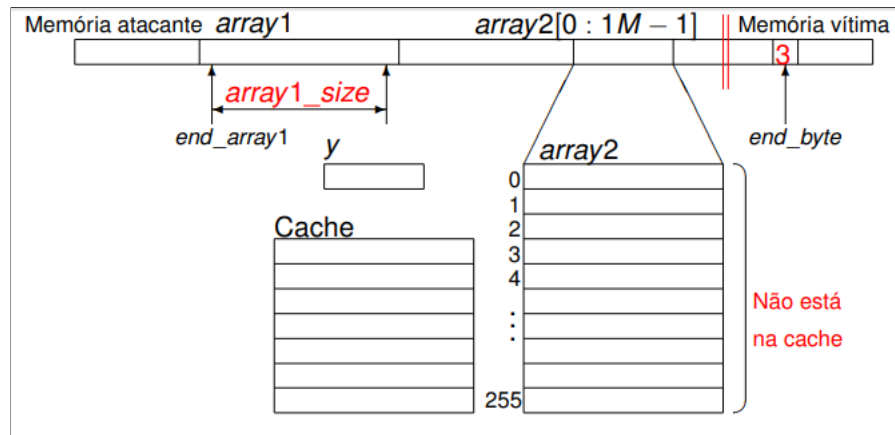 Memória atacante array1 array2[0 : 1M − 1] Memória vítima
3
array1_size
end_array1 end_byte
y array2
0
1
Cache 2
3
4
Não está
⋮
na cache
255